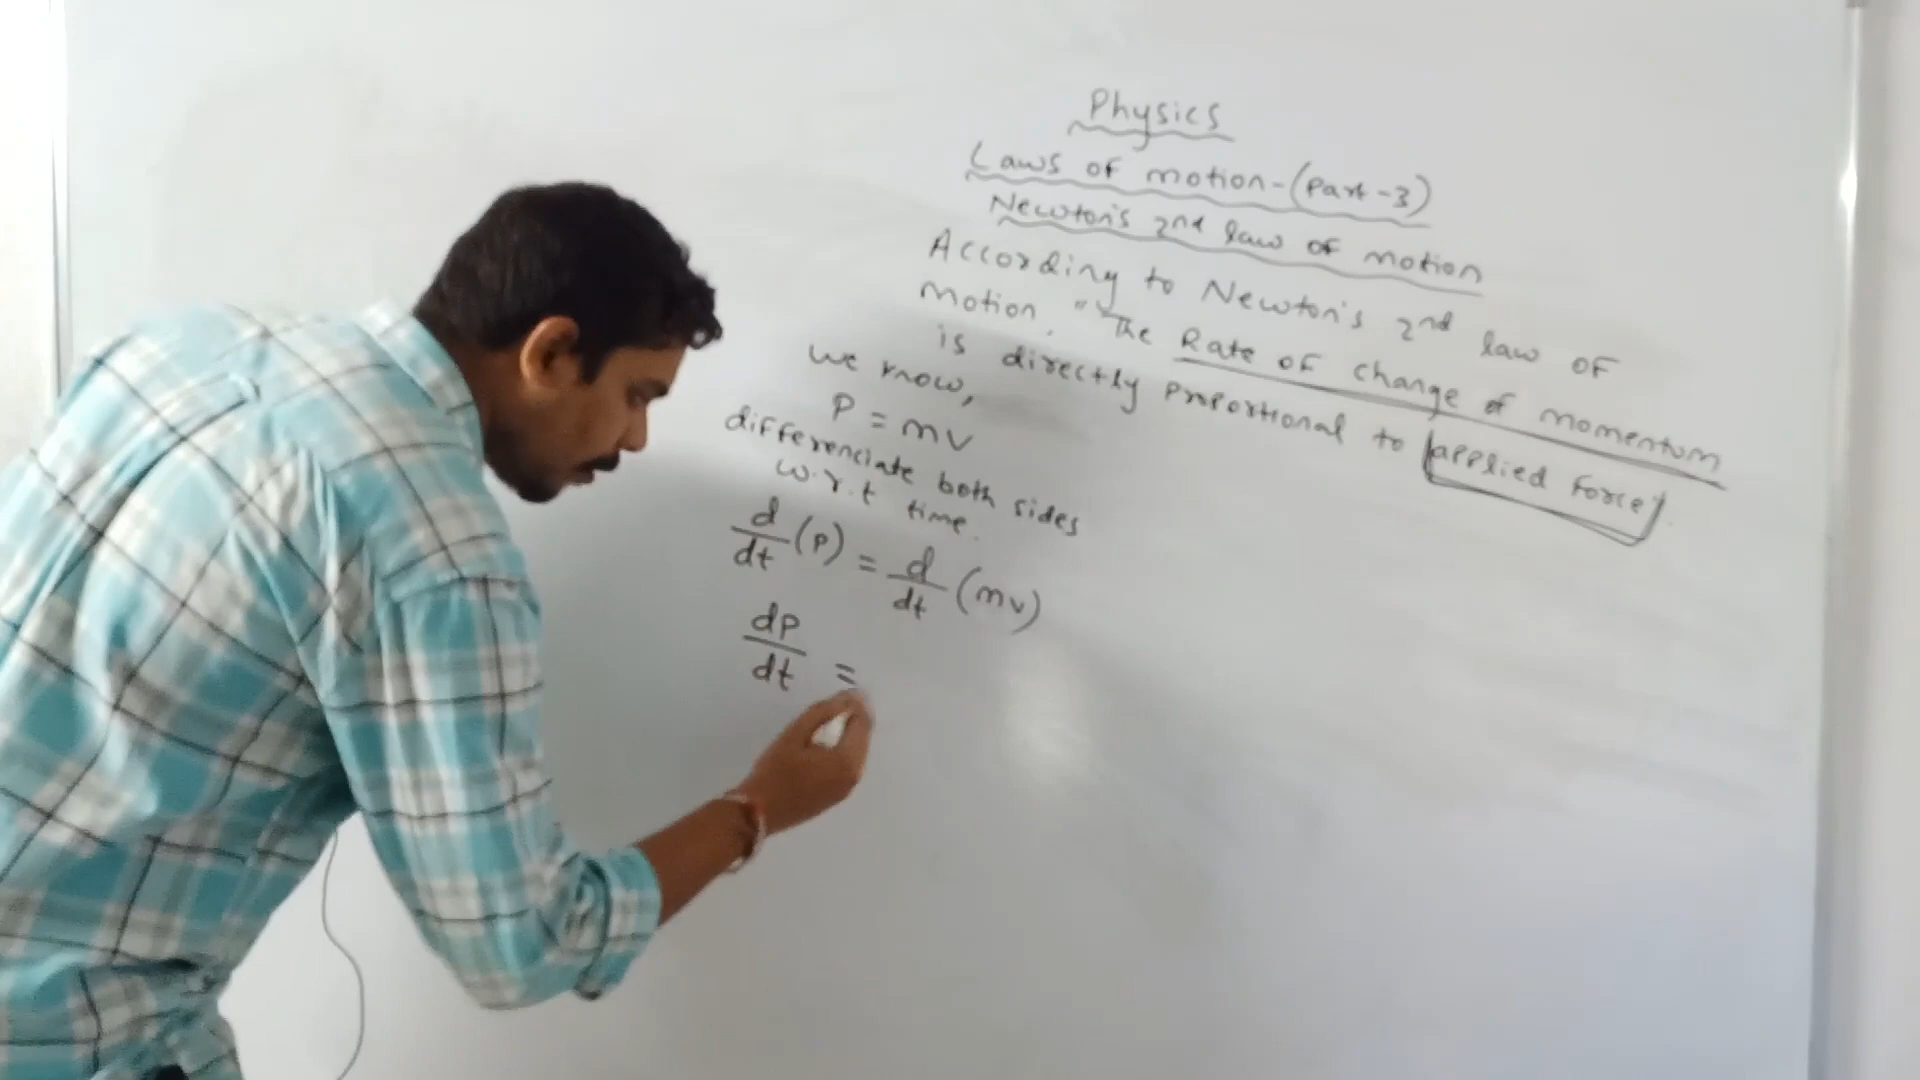 Physics
Laws of motion-(Part-3)
Newton's 2nd law of motion
According to Newton's 2nd law of
motion. "The Rate of change of momentum
is directly proportional to applied force"
we know,
P = mv
differenciate both sides
w.r.t time.
d/dt (P) = d/dt (mv)
dP/dt =